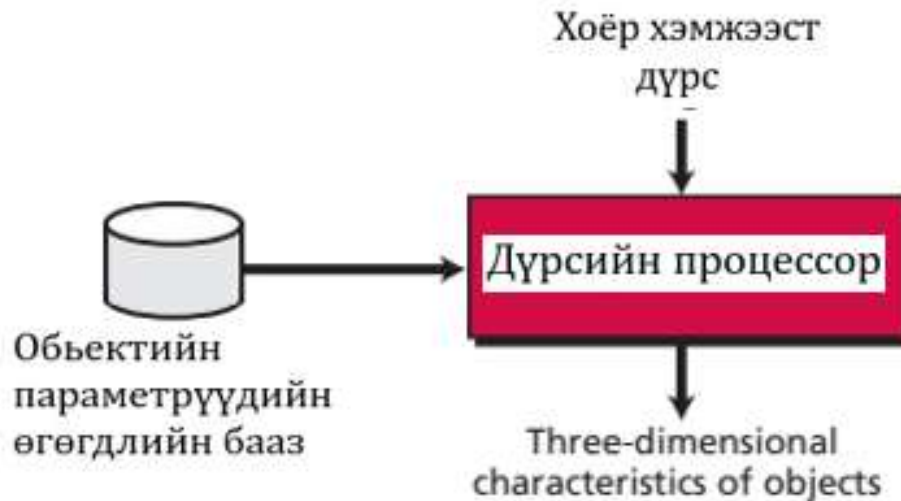 Хоёр хэмжээст
дүрс
Дүрсийн процессор
Обьектийн
параметрүүдийн
өгөгдлийн бааз
Three-dimensional
characteristics of objects